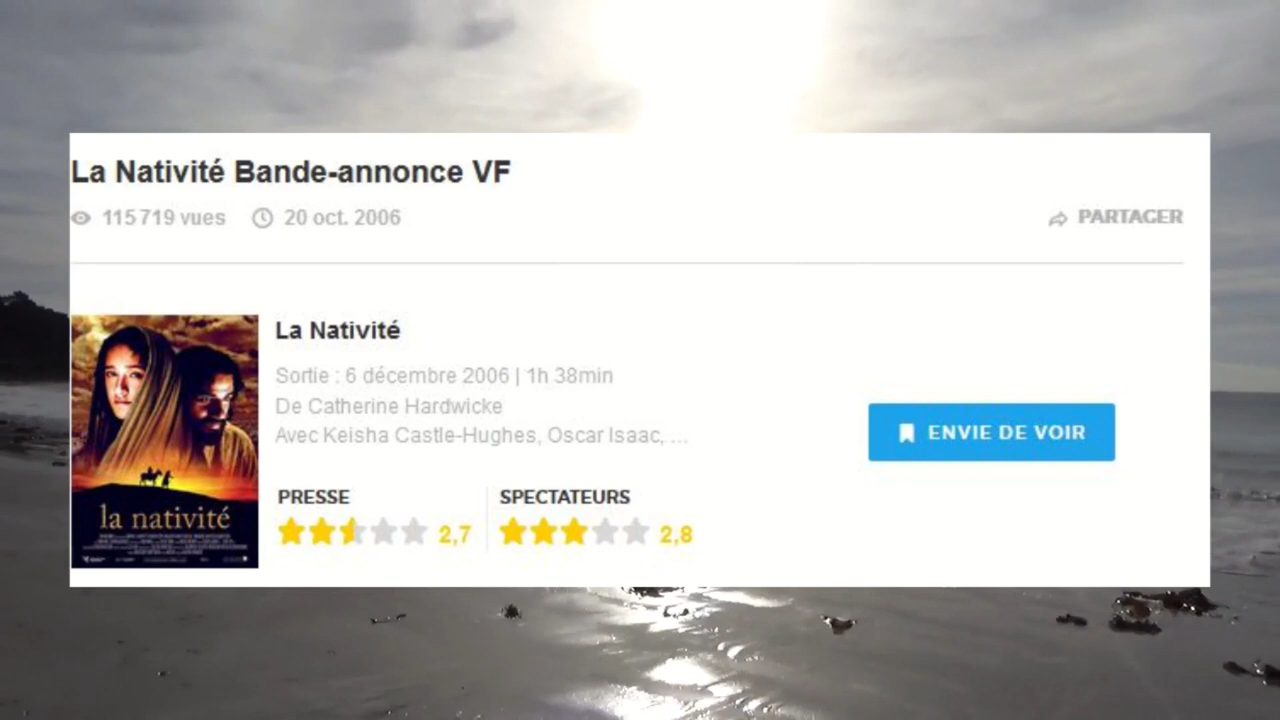 La Nativité Bande-annonce VF
115 719 vues 20 oct. 2006
PARTAGER
La Nativité
Sortie : 6 décembre 2006 | 1h 38min
De Catherine Hardwicke
Avec Keisha Castle-Hughes, Oscar Isaac, ...
ENVIE DE VOIR
PRESSE
2,7
SPECTATEURS
2,8
la nativité